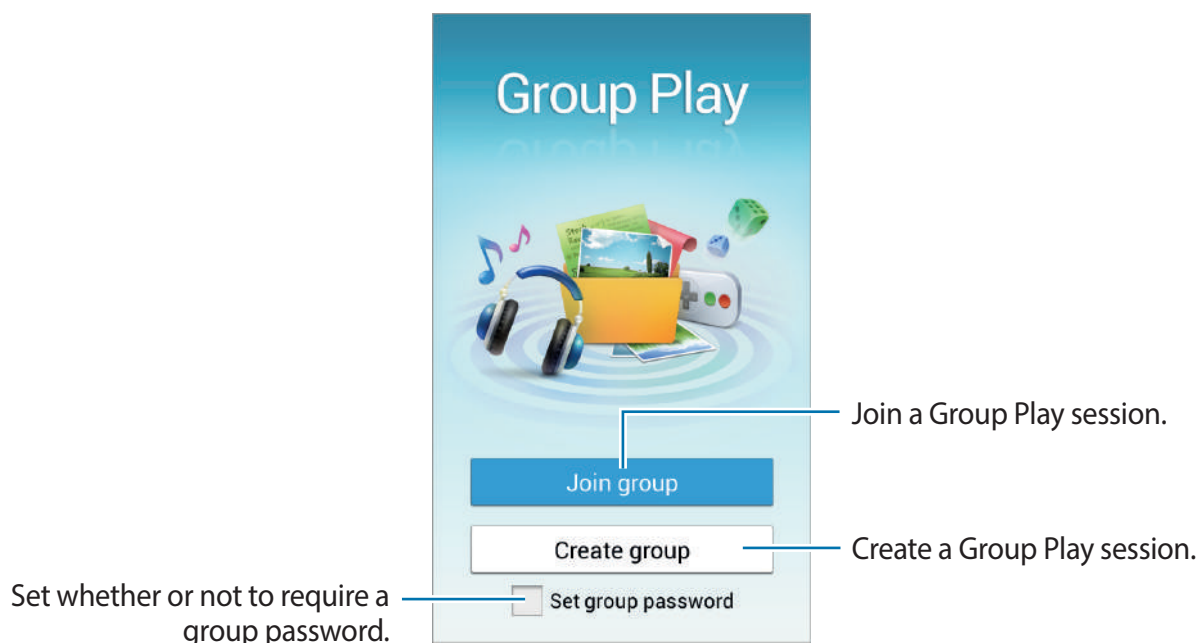 Group Play
Join a Group Play session.
Join group
Create group
Create a Group Play session.
Set whether or not to require a
group password.
Set group password